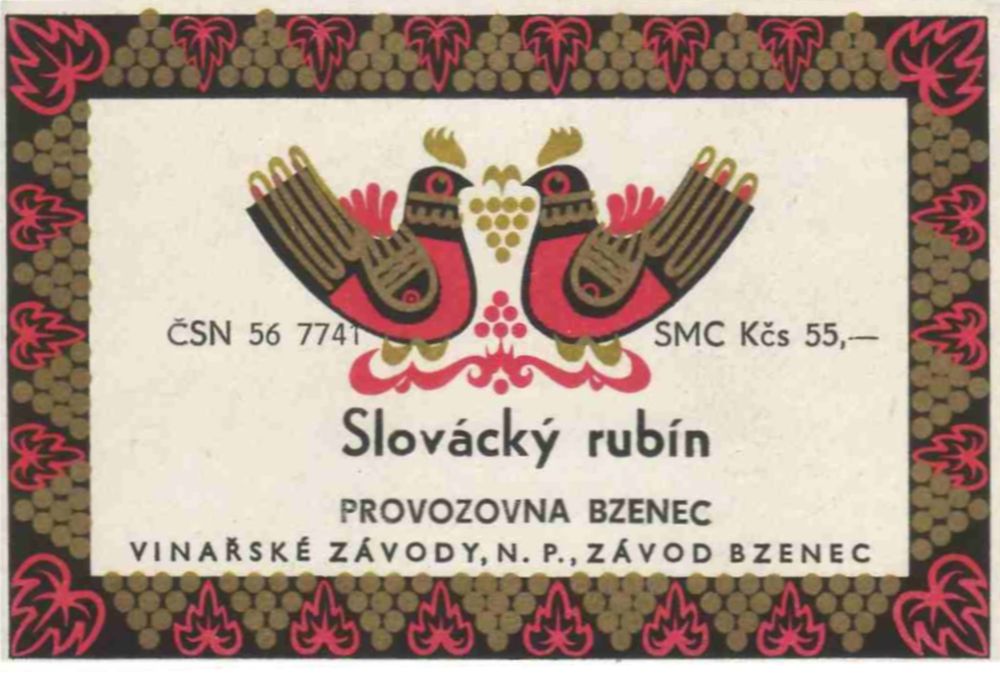 ČSN 56 7741 SMC Kčs 55,—
Slovácký rubín
PROVOZOVNA BZENEC
VINAŘSKÉ ZÁVODY, N. P., ZÁVOD BZENEC